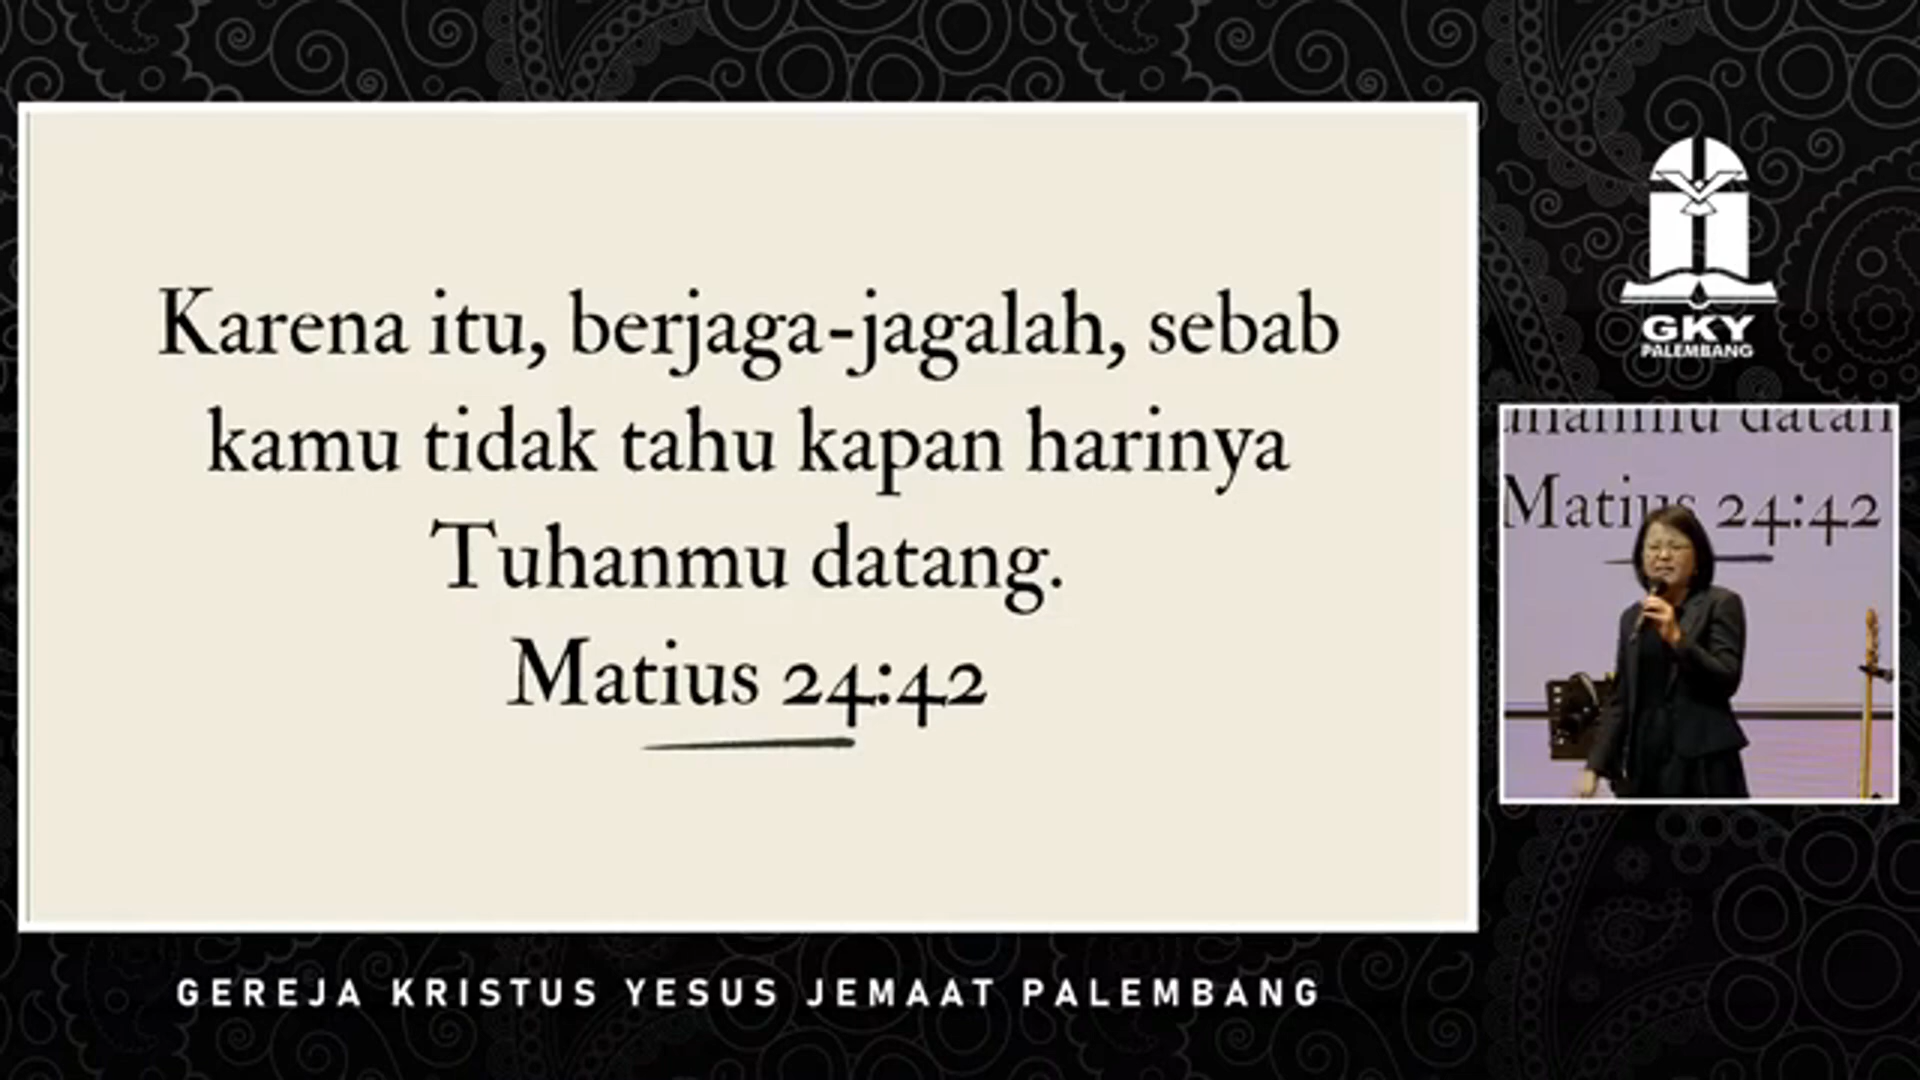 Karena itu, berjaga-jagalah, sebab
kamu tidak tahu kapan harinya
Tuhanmu datang.
Matius 24:42
GKY
PALEMBANG
Matius 24:42
GEREJA KRISTUS YESUS JEMAAT PALEMBANG